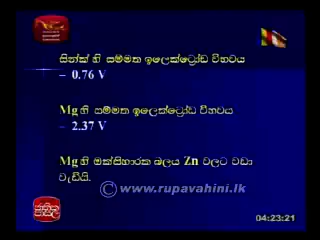 සින්ක් හි සම්මත ඉලෙක්ට්‍රෝඩ විභවය
– 0.76 V
Mg හි සම්මත ඉලෙක්ට්‍රෝඩ විභවය
– 2.37 V
Mg හි ඔක්සිහාරක බලය Zn වලට වඩා
වැඩියි.
©www.rupavahini.lk
04:23:21